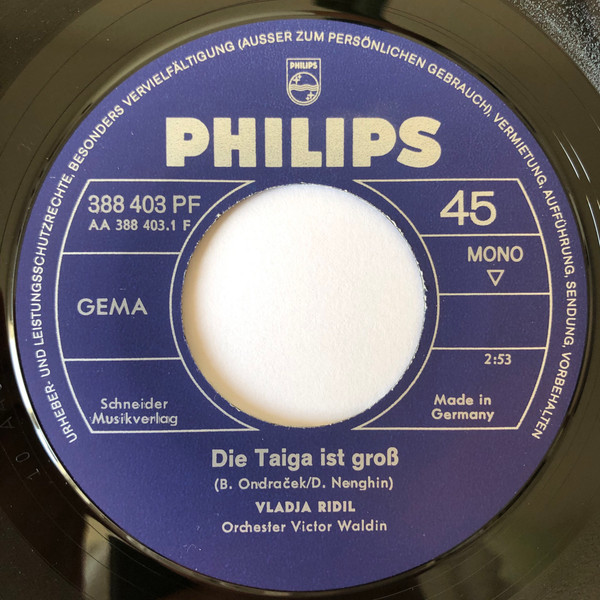 URHEBER- UND LEISTUNGSSCHUTZRECHTE, BESONDERS VERVIELFÄLTIGUNG (AUSSER ZUM PERSÖNLICHEN GEBRAUCH), VERMIETUNG, AUFFÜHRUNG, SENDUNG, VORBEHALTEN
PHILIPS
PHILIPS
388 403 PF
AA 388 403.1 F
45
MONO
GEMA
2:53
Schneider
Musikverlag
Made in
Germany
Die Taiga ist groß
(B. Ondraček/D. Nenghin)
VLADJA RIDIL
Orchester Victor Waldin